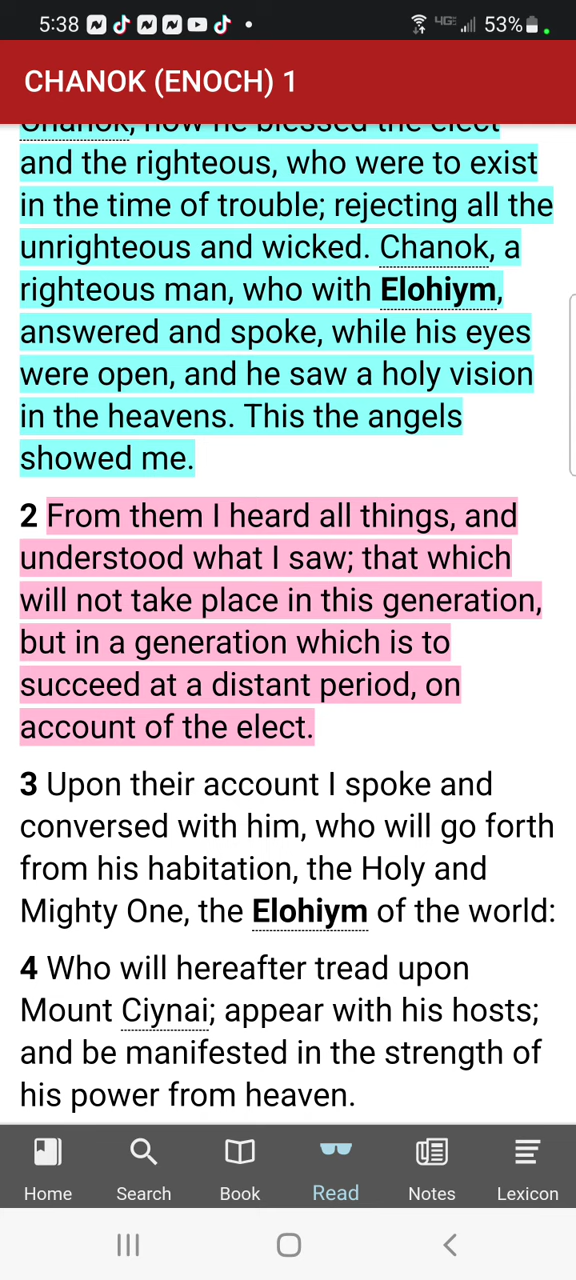 5:38
4G
53%
CHANOK (ENOCH) 1
Chanok, how he blessed the elect
and the righteous, who were to exist
in the time of trouble; rejecting all the
unrighteous and wicked. Chanok, a
righteous man, who with Elohiym,
answered and spoke, while his eyes
were open, and he saw a holy vision
in the heavens. This the angels
showed me.
2 From them I heard all things, and
understood what I saw; that which
will not take place in this generation,
but in a generation which is to
succeed at a distant period, on
account of the elect.
3 Upon their account I spoke and
conversed with him, who will go forth
from his habitation, the Holy and
Mighty One, the Elohiym of the world:
4 Who will hereafter tread upon
Mount Ciynai; appear with his hosts;
and be manifested in the strength of
his power from heaven.
Home Search Book Read Notes Lexicon